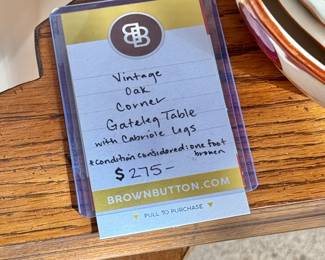 BB
Vintage
Oak
Corner
Gateleg Table
with Cabriole Legs
*condition considered: one foot
broken
$275-
BROWNBUTTON.COM
PULL TO PURCHASE